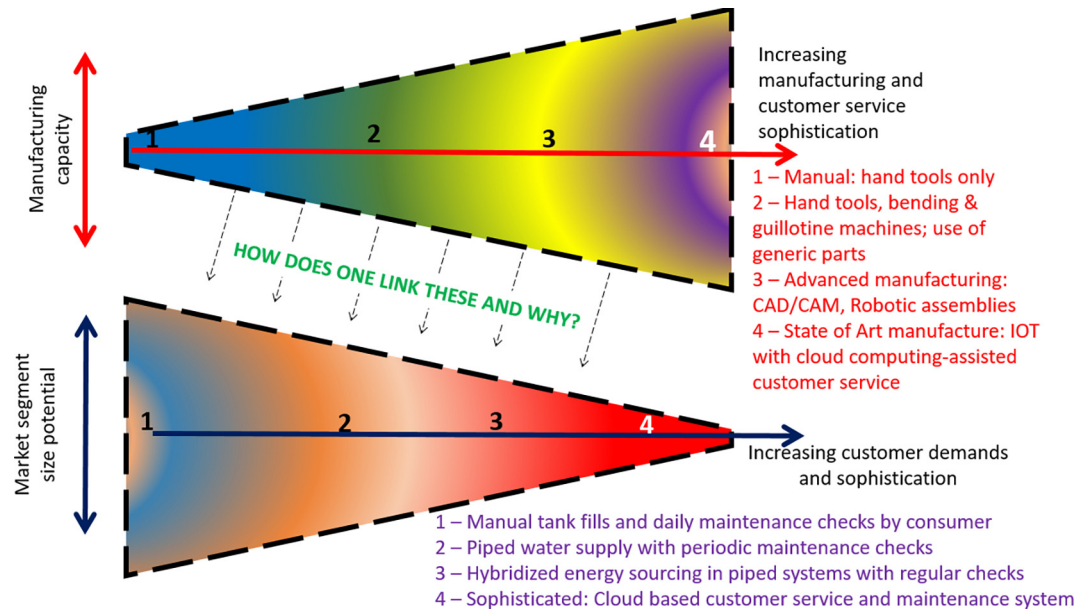 Manufacturing
capacity
1
2
3
4
Increasing
manufacturing and
customer service
sophistication
1 – Manual: hand tools only
2 – Hand tools, bending &
guillotine machines; use of
generic parts
3 – Advanced manufacturing:
CAD/CAM, Robotic assemblies
4 – State of Art manufacture: IOT
with cloud computing-assisted
customer service
HOW DOES ONE LINK THESE AND WHY?
Market segment
size potential
1
2
3
4
Increasing customer demands
and sophistication
1 – Manual tank fills and daily maintenance checks by consumer
2 – Piped water supply with periodic maintenance checks
3 – Hybridized energy sourcing in piped systems with regular checks
4 – Sophisticated: Cloud based customer service and maintenance system